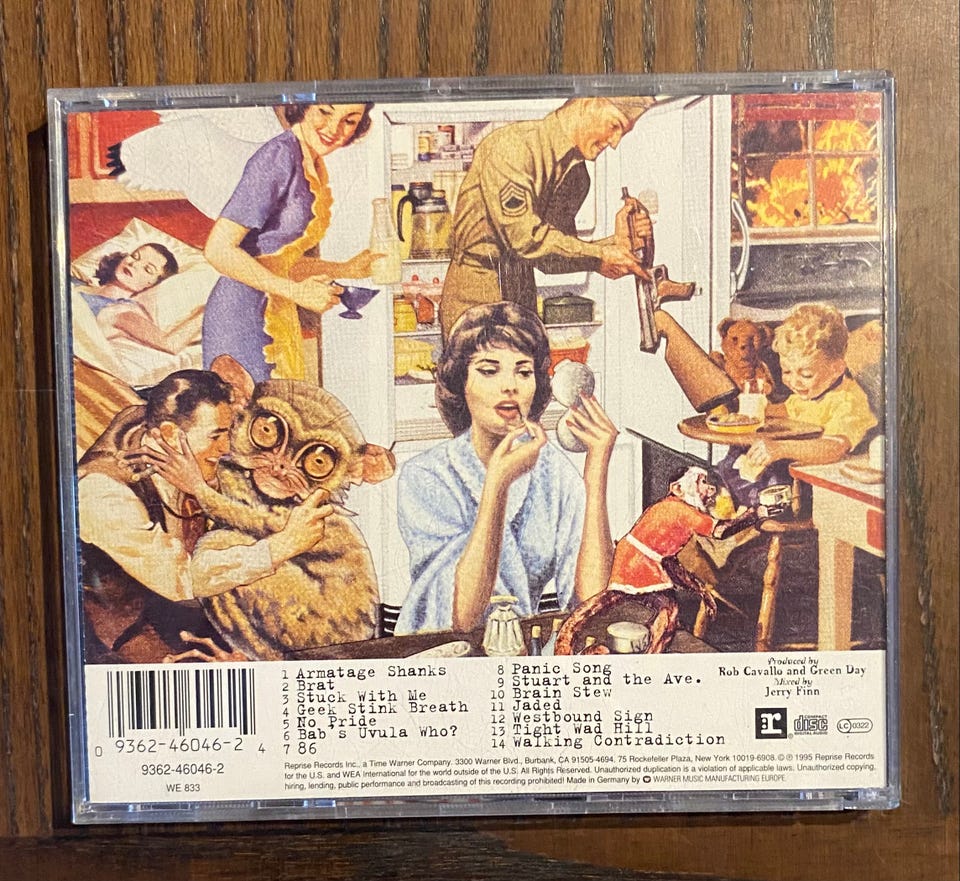 1 Armatage Shanks
2 Brat
3 Stuck With Me
4 Geek Stink Breath
5 No Pride
6 Bab's Uvula Who?
7 86
8 Panic Song
9 Stuart and the Ave.
10 Brain Stew
11 Jaded
12 Westbound Sign
13 Tight Wad Hill
14 Walking Contradiction
Produced by
Rob Cavallo and Green Day
Mixed by
Jerry Finn
R
COMPACT
disc
DIGITAL AUDIO
LC 0322
0 9362-46046-2 4
9362-46046-2
WE 833
Reprise Records Inc., a Time Warner Company. 3300 Warner Blvd., Burbank, CA 91505-4694, 75 Rockefeller Plaza, New York 10019-6908. © ℗ 1995 Reprise Records
for the U.S. and WEA International for the world outside of the U.S. All Rights Reserved. Unauthorized duplication is a violation of applicable laws. Unauthorized copying,
hiring, lending, public performance and broadcasting of this recording prohibited! Made in Germany by WARNER MUSIC MANUFACTURING EUROPE.